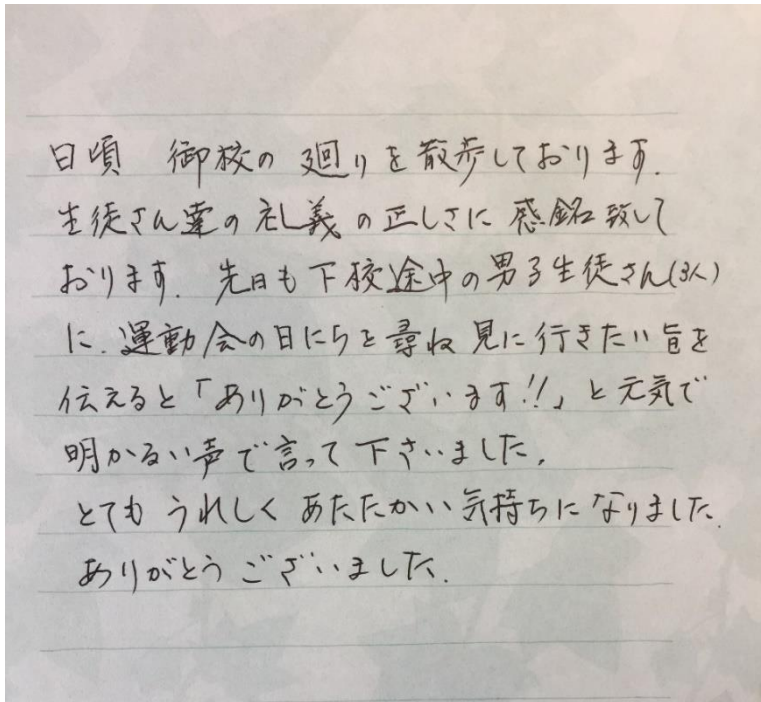 日頃 御校の廻りを散歩しております.
生徒さん達の礼義の正しさに 感銘致して
おります. 先日も下校途中の男子生徒さん(3人)
に. 運動会の日にちを尋ね 見に行きたい旨を
伝えると「ありがとうございます!!」と元気で
明かるい声で言って下さいました.
とても うれしく あたたかい気持ちになりました.
ありがとうございました.